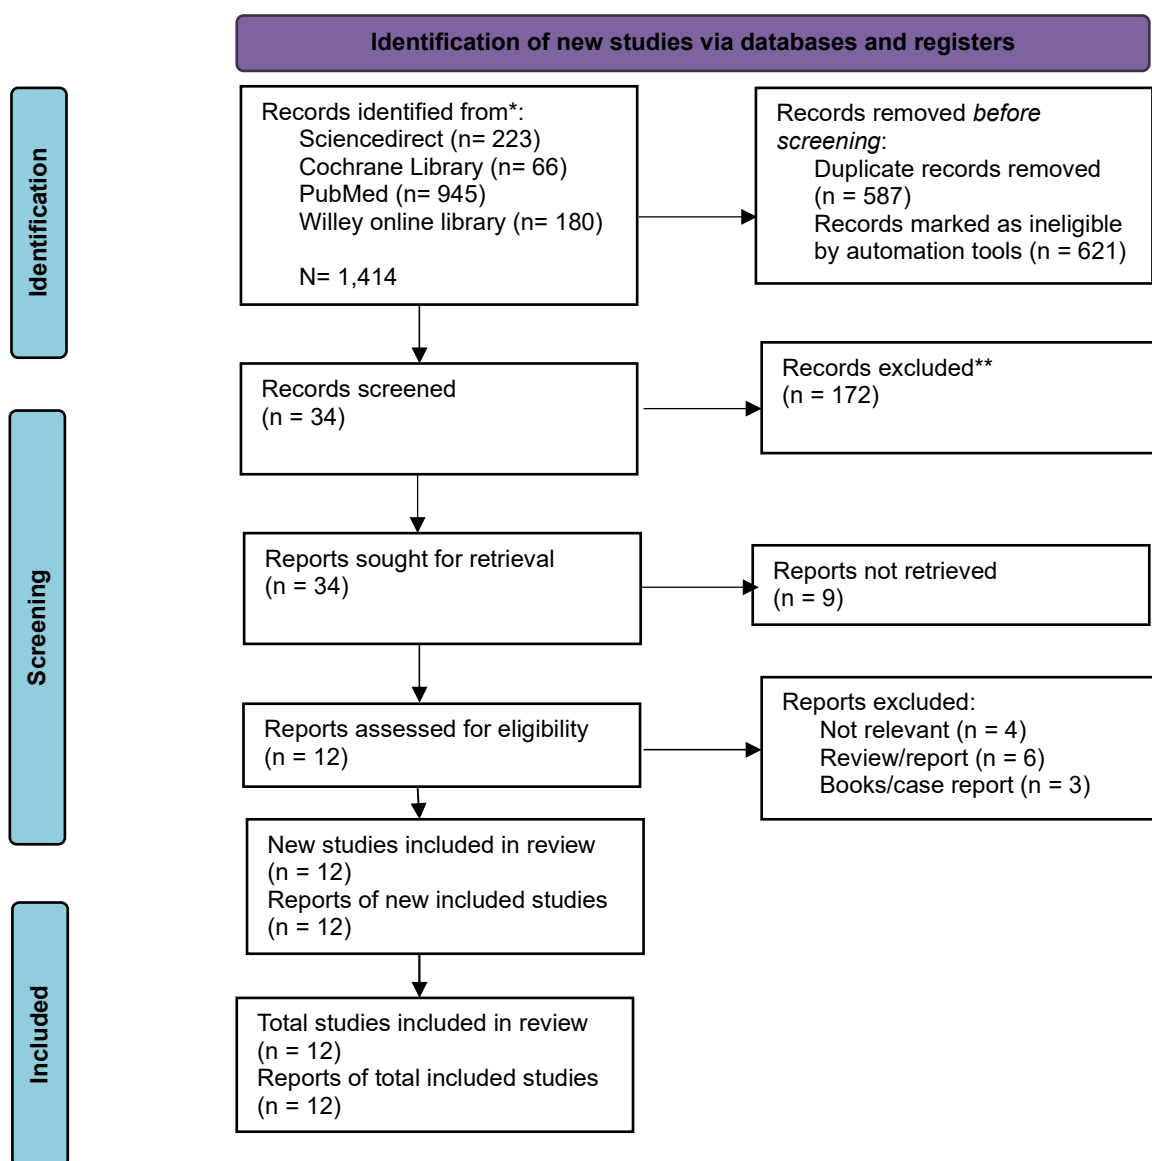 Identification of new studies via databases and registers
Identification
Records identified from*:
Sciencedirect (n= 223)
Cochrane Library (n= 66)
PubMed (n= 945)
Willey online library (n= 180)
N= 1,414
Records removed before
screening:
Duplicate records removed
(n = 587)
Records marked as ineligible
by automation tools (n = 621)
Screening
Records screened
(n = 34)
Records excluded**
(n = 172)
Reports sought for retrieval
(n = 34)
Reports not retrieved
(n = 9)
Reports assessed for eligibility
(n = 12)
Reports excluded:
Not relevant (n = 4)
Review/report (n = 6)
Books/case report (n = 3)
New studies included in review
(n = 12)
Reports of new included studies
(n = 12)
Included
Total studies included in review
(n = 12)
Reports of total included studies
(n = 12)